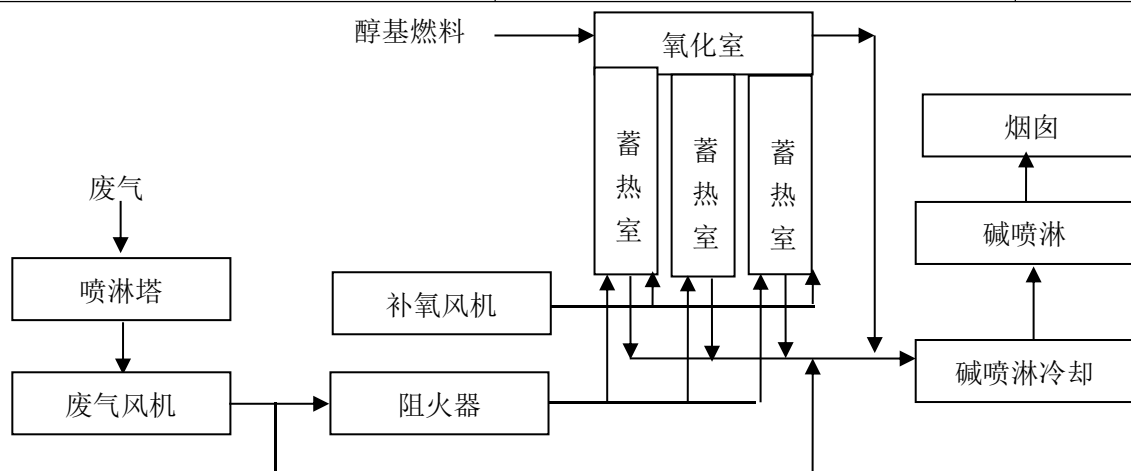 醇基燃料
氧化室
烟囱
蓄热室
蓄热室
蓄热室
废气
碱喷淋
喷淋塔
补氧风机
碱喷淋冷却
废气风机
阻火器